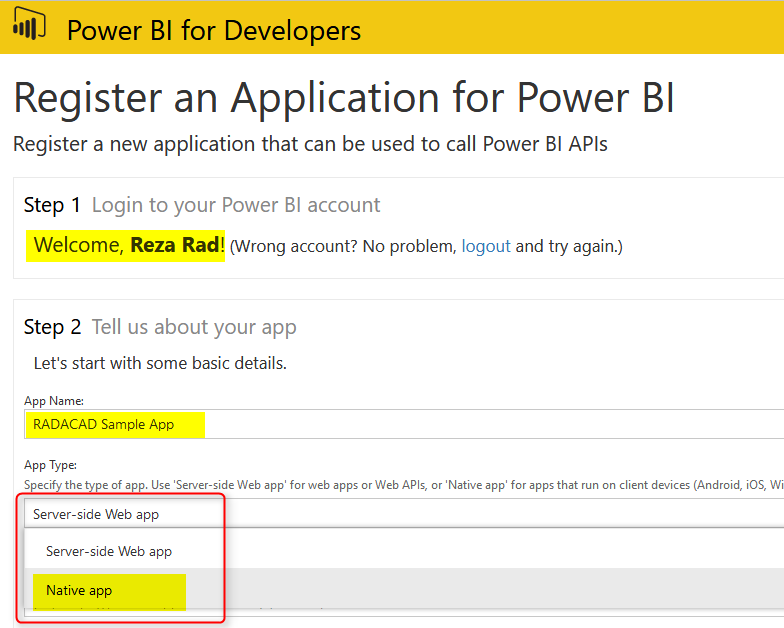 Power BI for Developers
Register an Application for Power BI
Register a new application that can be used to call Power BI APIs
Step 1 Login to your Power BI account
Welcome, Reza Rad! (Wrong account? No problem, logout and try again.)
Step 2 Tell us about your app
Let's start with some basic details.
App Name:
RADACAD Sample App
App Type:
Specify the type of app. Use 'Server-side Web app' for web apps or Web APIs, or 'Native app' for apps that run on client devices (Android, iOS, Wi
Server-side Web app
Server-side Web app
Native app